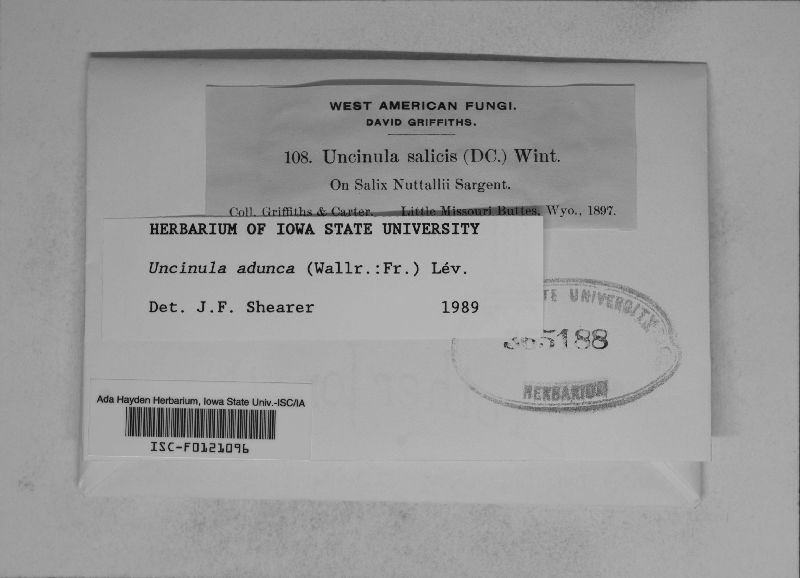 WEST AMERICAN FUNGI.
DAVID GRIFFITHS.
108. Uncinula salicis (DC.) Wint.
On Salix Nuttallii Sargent.
Coll. Griffiths & Carter. Little Missouri Buttes, Wyo., 1897.
HERBARIUM OF IOWA STATE UNIVERSITY
Uncinula adunca (Wallr.:Fr.) Lév.
Det. J.F. Shearer 1989
UNIVERSITY
365188
HERBARIUM
Ada Hayden Herbarium, Iowa State Univ.-ISC/IA
ISC-F0121096